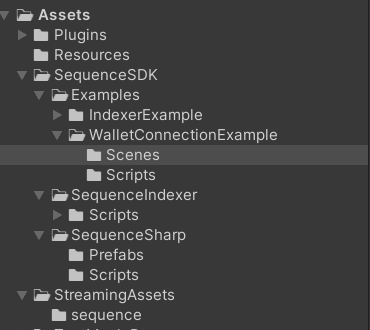 Assets
Plugins
Resources
SequenceSDK
Examples
IndexerExample
WalletConnectionExample
Scenes
Scripts
SequenceIndexer
Scripts
SequenceSharp
Prefabs
Scripts
StreamingAssets
sequence